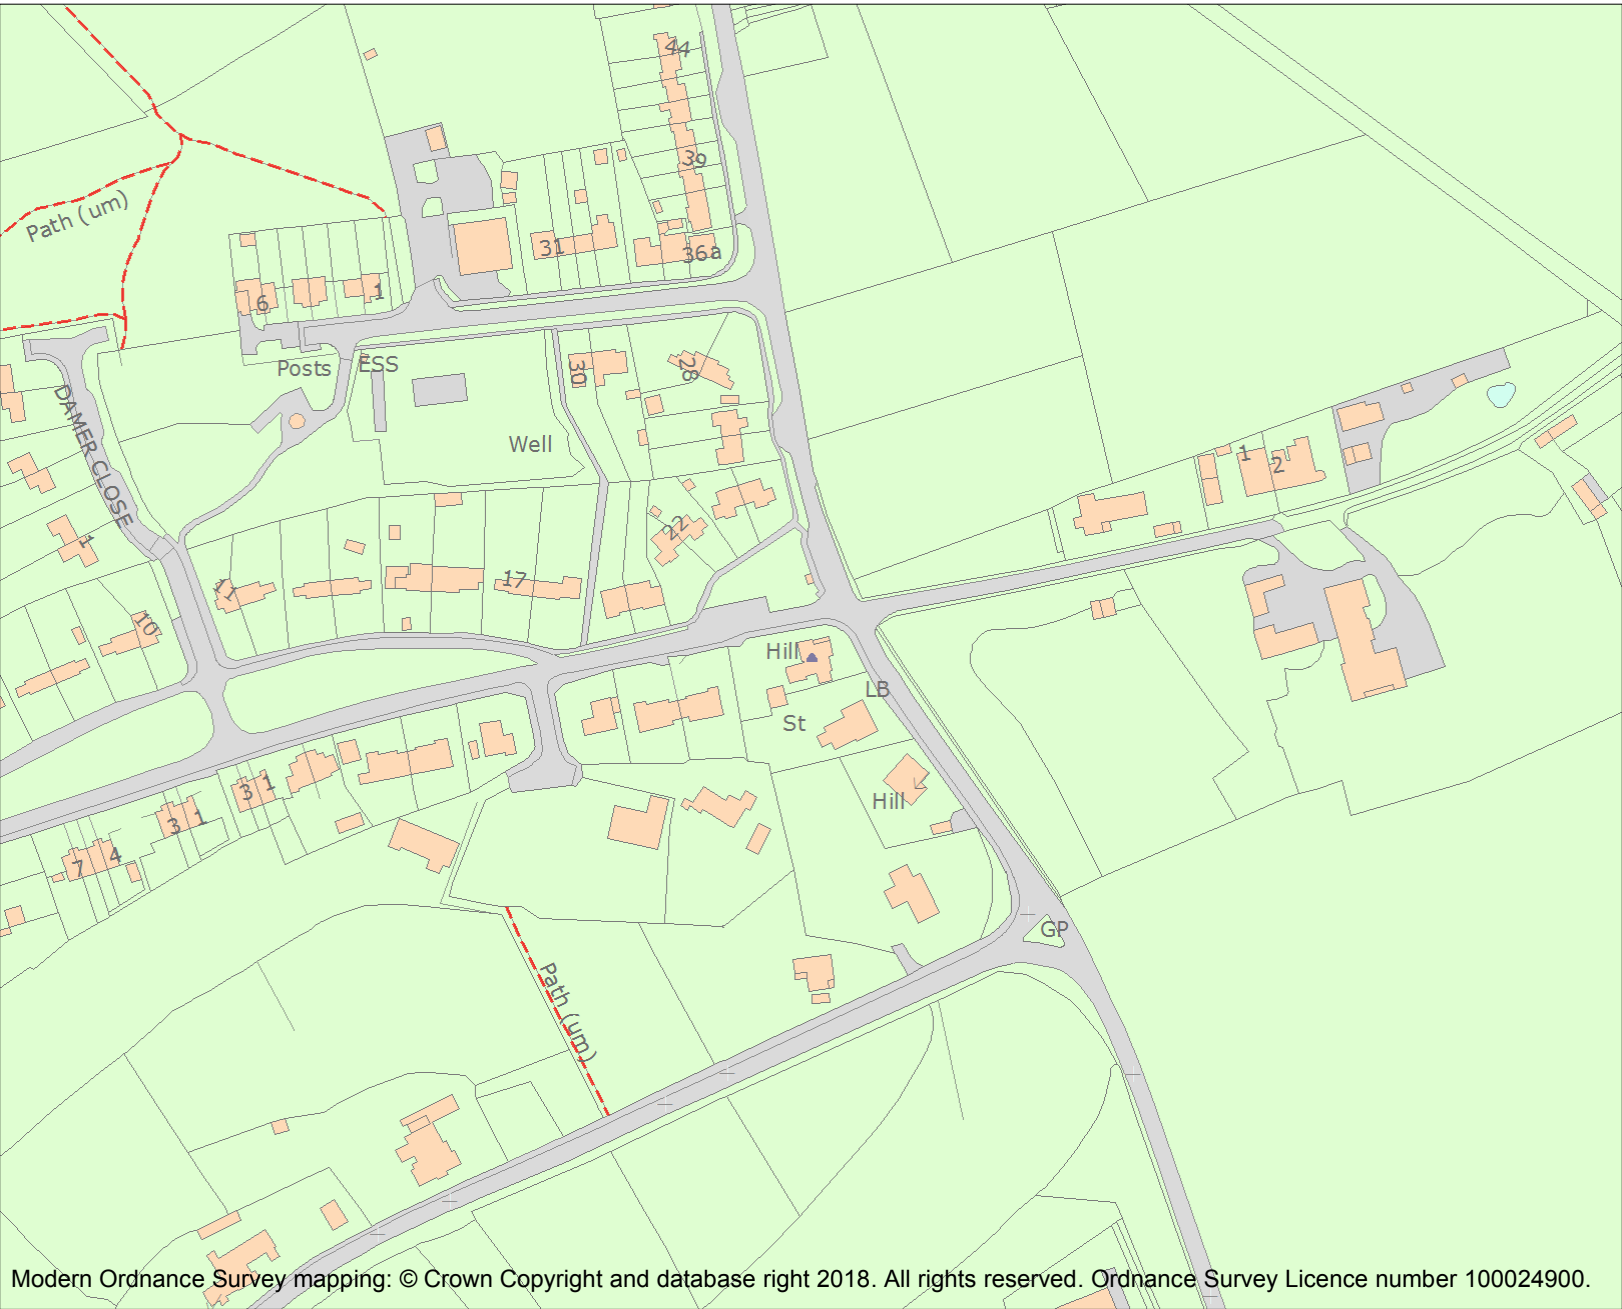 44
39
Path (um)
31
36a
6
1
Posts
ESS
30
28
DAMER CLOSE
Well
1
2
22
1
11
17
10
Hill
LB
St
3
1
Hill
3
1
7
4
GP
Path (um)
Modern Ordnance Survey mapping: © Crown Copyright and database right 2018. All rights reserved. Ordnance Survey Licence number 100024900.